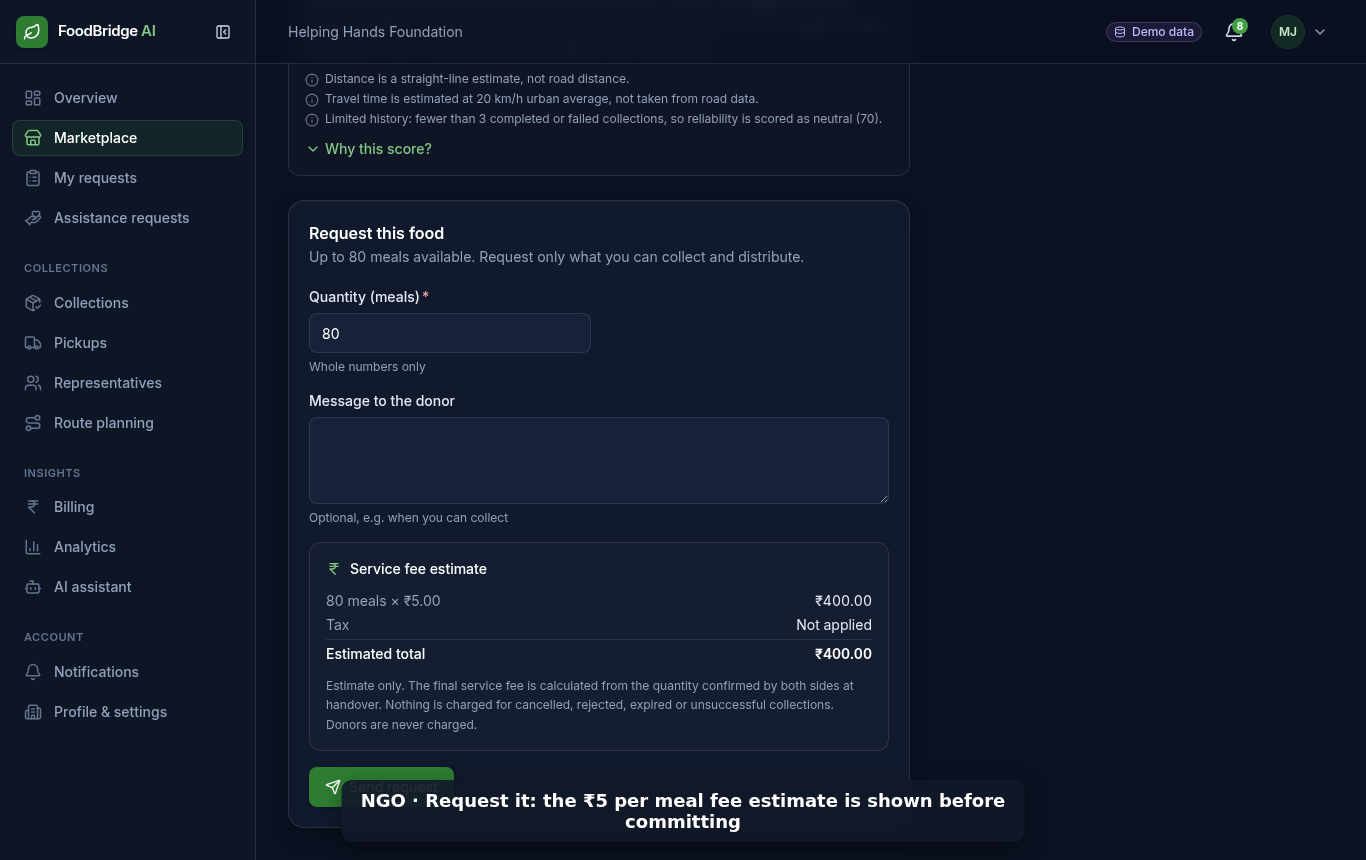 FoodBridge AI
Helping Hands Foundation
Demo data
8
MJ
Overview
Marketplace
My requests
Assistance requests
COLLECTIONS
Collections
Pickups
Representatives
Route planning
INSIGHTS
Billing
Analytics
AI assistant
ACCOUNT
Notifications
Profile & settings
Distance is a straight-line estimate, not road distance.
Travel time is estimated at 20 km/h urban average, not taken from road data.
Limited history: fewer than 3 completed or failed collections, so reliability is scored as neutral (70).
Why this score?
Request this food
Up to 80 meals available. Request only what you can collect and distribute.
Quantity (meals) *
80
Whole numbers only
Message to the donor
Optional, e.g. when you can collect
₹ Service fee estimate
80 meals × ₹5.00 ₹400.00
Tax Not applied
Estimated total ₹400.00
Estimate only. The final service fee is calculated from the quantity confirmed by both sides at
handover. Nothing is charged for cancelled, rejected, expired or unsuccessful collections.
Donors are never charged.
Send request
NGO · Request it: the ₹5 per meal fee estimate is shown before
committing